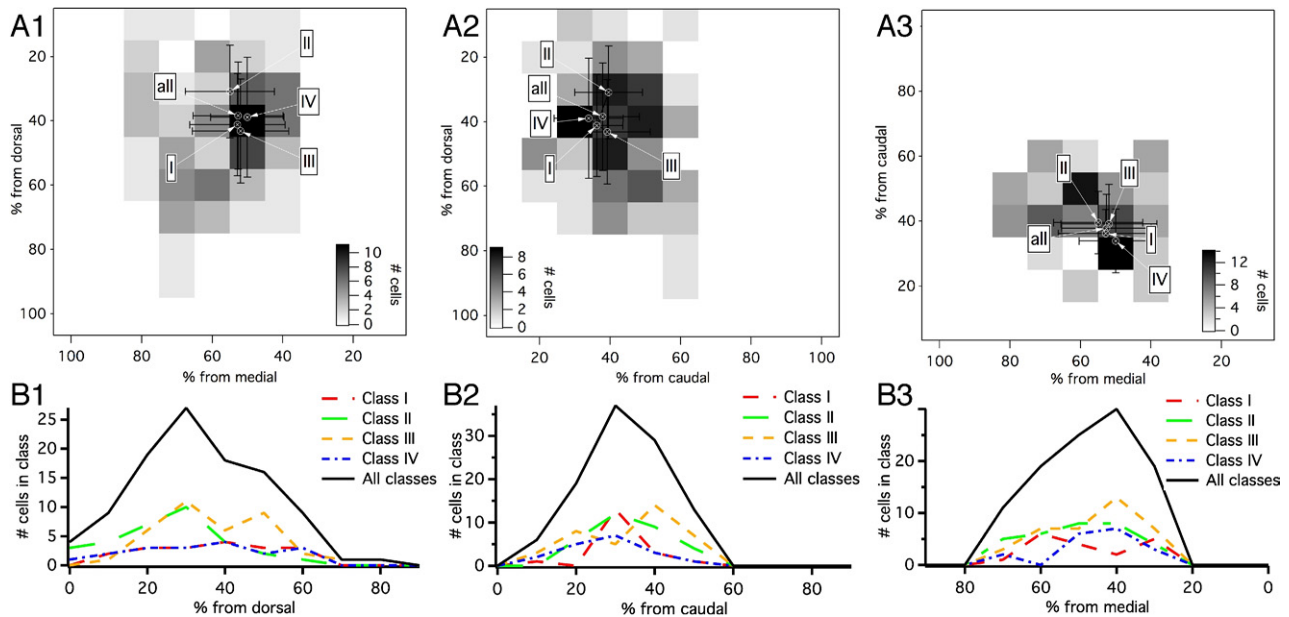 A1
20
40
60
80
100
% from dorsal
100
80
60
40
20
% from medial
II
all
IV
III
I
10
8
6
4
2
0
# cells
A2
20
40
60
80
100
% from dorsal
20
40
60
80
100
% from caudal
II
all
IV
I
III
8
6
4
2
0
# cells
A3
80
60
40
20
% from caudal
100
80
60
40
20
% from medial
II
III
all
I
IV
12
8
4
0
# cells
B1
25
20
15
10
5
0
# cells in class
0
20
40
60
80
% from dorsal
Class I
Class II
Class III
Class IV
All classes
B2
30
20
10
0
# cells in class
0
20
40
60
80
% from caudal
Class I
Class II
Class III
Class IV
All classes
B3
30
20
10
0
# cells in class
80
60
40
20
0
% from medial
Class I
Class II
Class III
Class IV
All classes